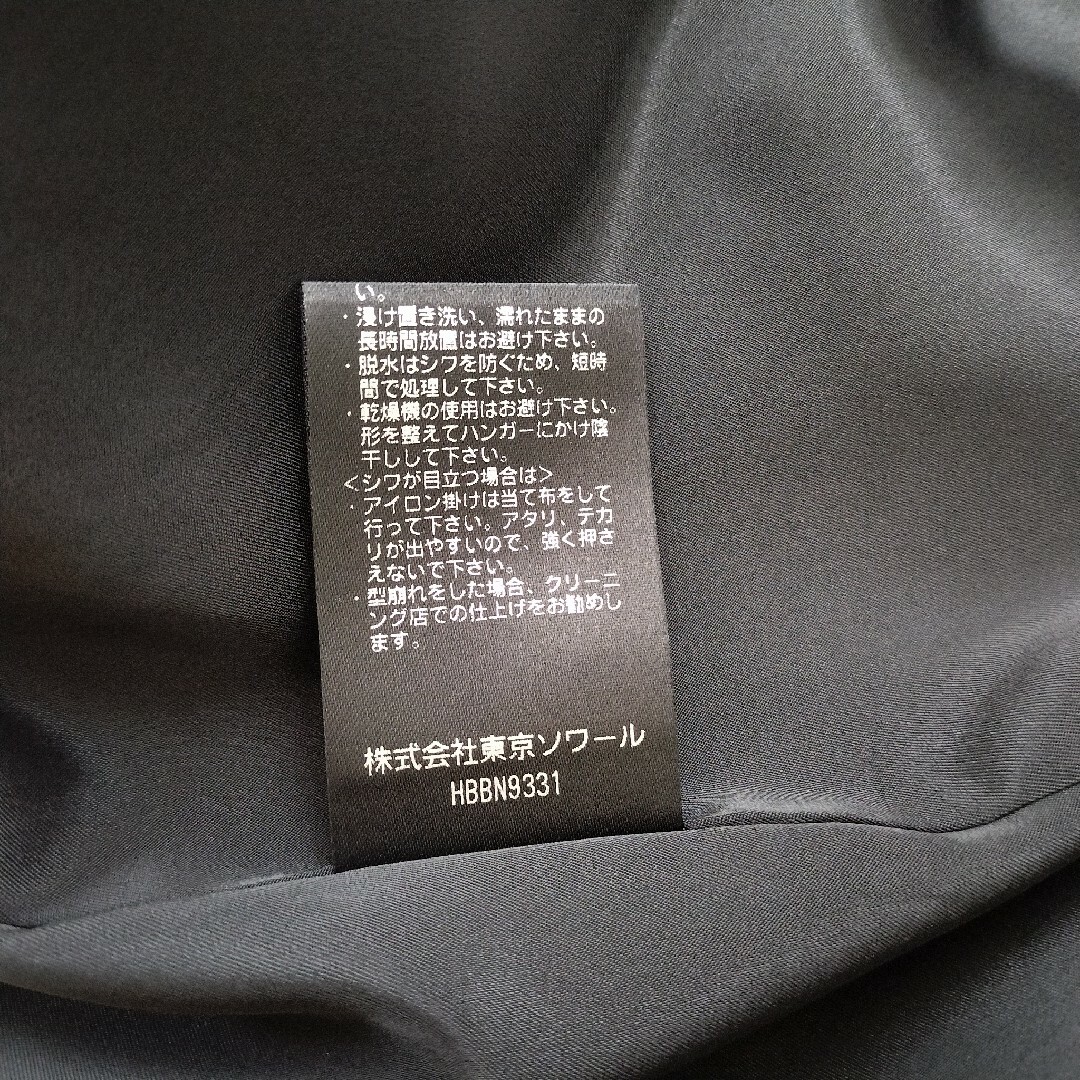 い。
・浸け置き洗い、濡れたままの
長時間放置はお避け下さい。
・脱水はシワを防ぐため、短時
間で処理して下さい。
・乾燥機の使用はお避け下さい。
形を整えてハンガーにかけ陰
干しして下さい。
<シワが目立つ場合は>
・アイロン掛けは当て布をして
行って下さい。アタリ、テカ
リが出やすいので、強く押さ
えないで下さい。
・型崩れをした場合、クリーニ
ング店での仕上げをお勧めし
ます。
株式会社東京ソワール
HBBN9331